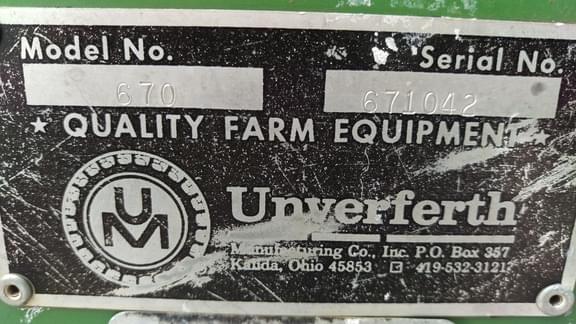 Model No. Serial No.
670 671042
★ QUALITY FARM EQUIPMENT ★
UM
Unverferth
Manufacturing Co., Inc. P.O. Box 357
Kalida, Ohio 45853 419-532-3121